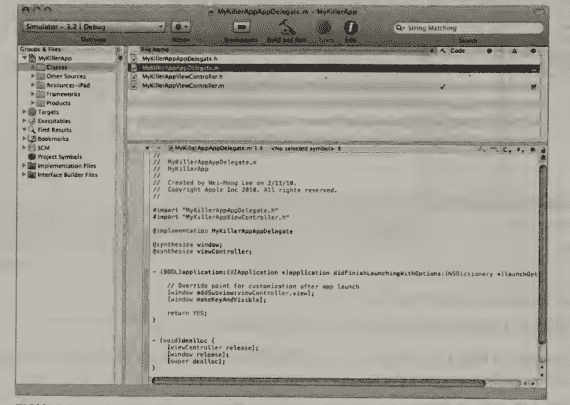 MyKillerAppAppDelegate.m - MyKillerApp
Simulator - 3.2 | Debug
Overview
Action
Breakpoints
Build and Run
Tasks
Info
String Matching
Search
Groups & Files
MyKillerApp
Classes
Other Sources
Resources-iPad
Frameworks
Products
Targets
Executables
Find Results
Bookmarks
SCM
Project Symbols
Implementation Files
Interface Builder Files
File Name
Code
MyKillerAppAppDelegate.h
MyKillerAppAppDelegate.m
MyKillerAppViewController.h
MyKillerAppViewController.m
M
MyKillerAppAppDelegate.m:1 <No selected symbol>
//
// MyKillerAppAppDelegate.m
// MyKillerApp
//
// Created by Wei-Meng Lee on 2/11/10.
// Copyright Apple Inc 2010. All rights reserved.
//
#import "MyKillerAppAppDelegate.h"
#import "MyKillerAppViewController.h"
@implementation MyKillerAppAppDelegate
@synthesize window;
@synthesize viewController;
- (BOOL)application:(UIApplication *)application didFinishLaunchingWithOptions:(NSDictionary *)launchOpt
// Override point for customization after app launch
[window addSubview:viewController.view];
[window makeKeyAndVisible];
return YES;
}
- (void)dealloc {
[viewController release];
[window release];
[super dealloc];
}